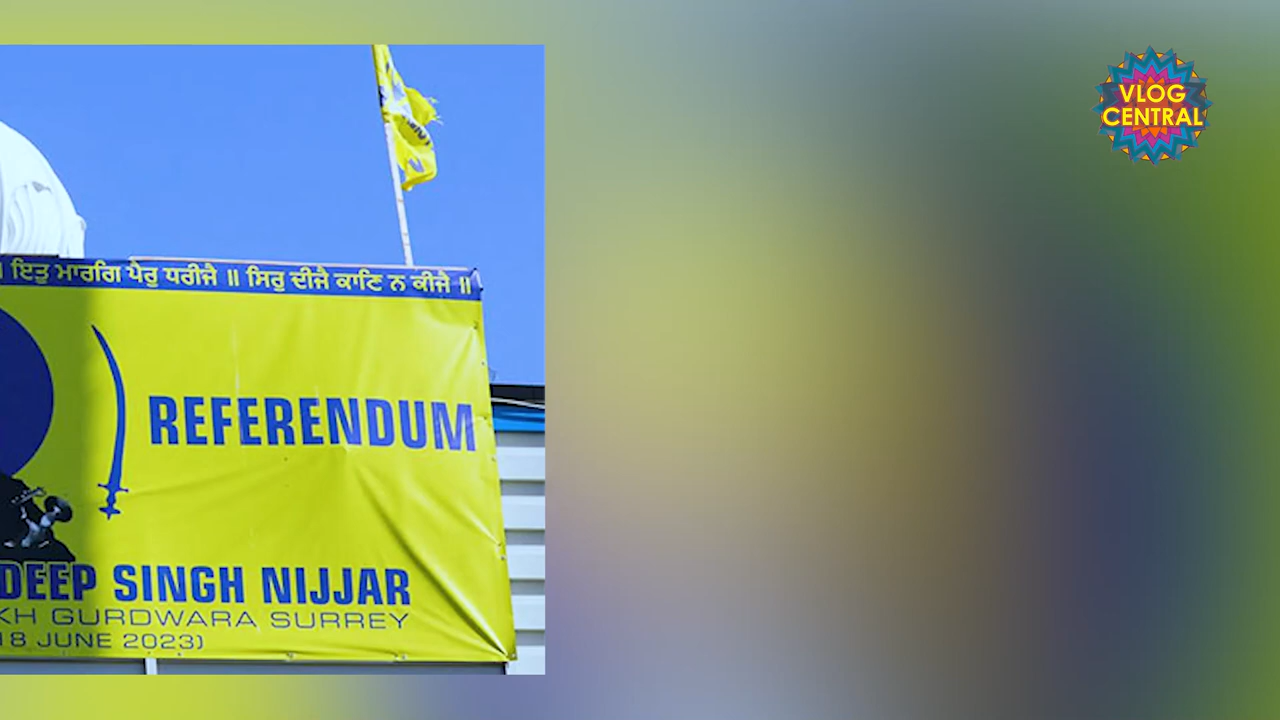 VLOG
CENTRAL
ਇਤੁ ਮਾਰਗਿ ਪੈਰੁ ਧਰੀਜੈ ॥ ਸਿਰੁ ਦੀਜੈ ਕਾਣਿ ਨ ਕੀਜੈ ॥
REFERENDUM
DEEP SINGH NIJJAR
KH GURDWARA SURREY
18 JUNE 2023)